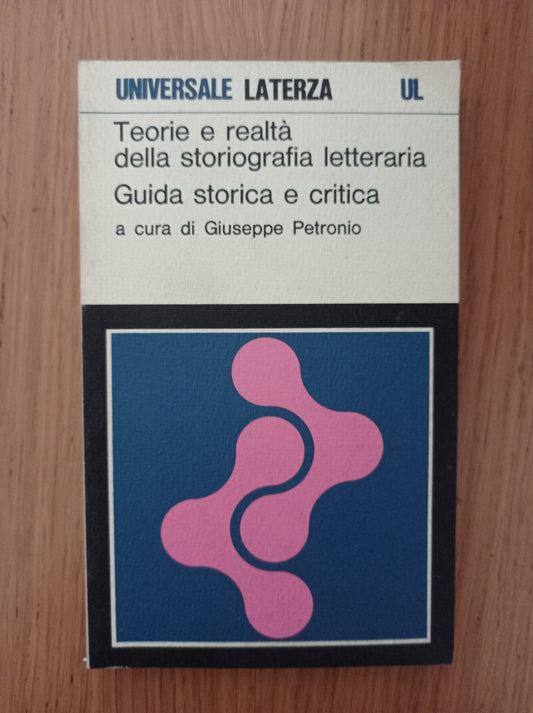 UNIVERSALE LATERZA UL
Teorie e realtà
della storiografia letteraria
Guida storica e critica
a cura di Giuseppe Petronio